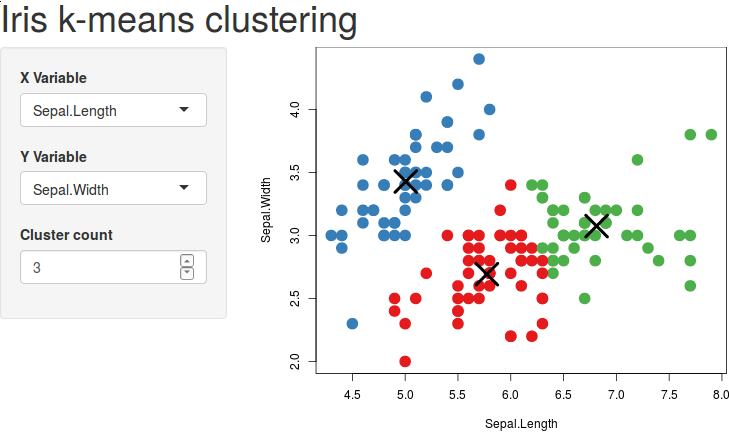 Iris k-means clustering
X Variable
Sepal.Length
Y Variable
Sepal.Width
Cluster count
3
Sepal.Width
4.0
3.5
3.0
2.5
2.0
4.5 5.0 5.5 6.0 6.5 7.0 7.5 8.0
Sepal.Length